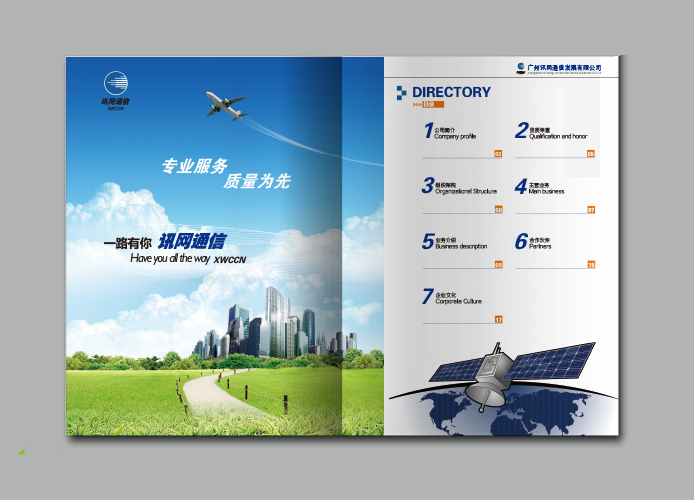 讯网通信
XWCCN
专业服务
质量为先
一路有你 讯网通信
Have you all the way XWCCN
广州讯网通信发展有限公司
DIRECTORY
>>> 目录
1 公司简介
Company profile
03
2 资质荣誉
Qualification and honor
05
3 组织架构
Organizational Structure
06
4 主营业务
Main business
07
5 业务介绍
Business description
09
6 合作伙伴
Partners
15
7 企业文化
Corporate Culture
17